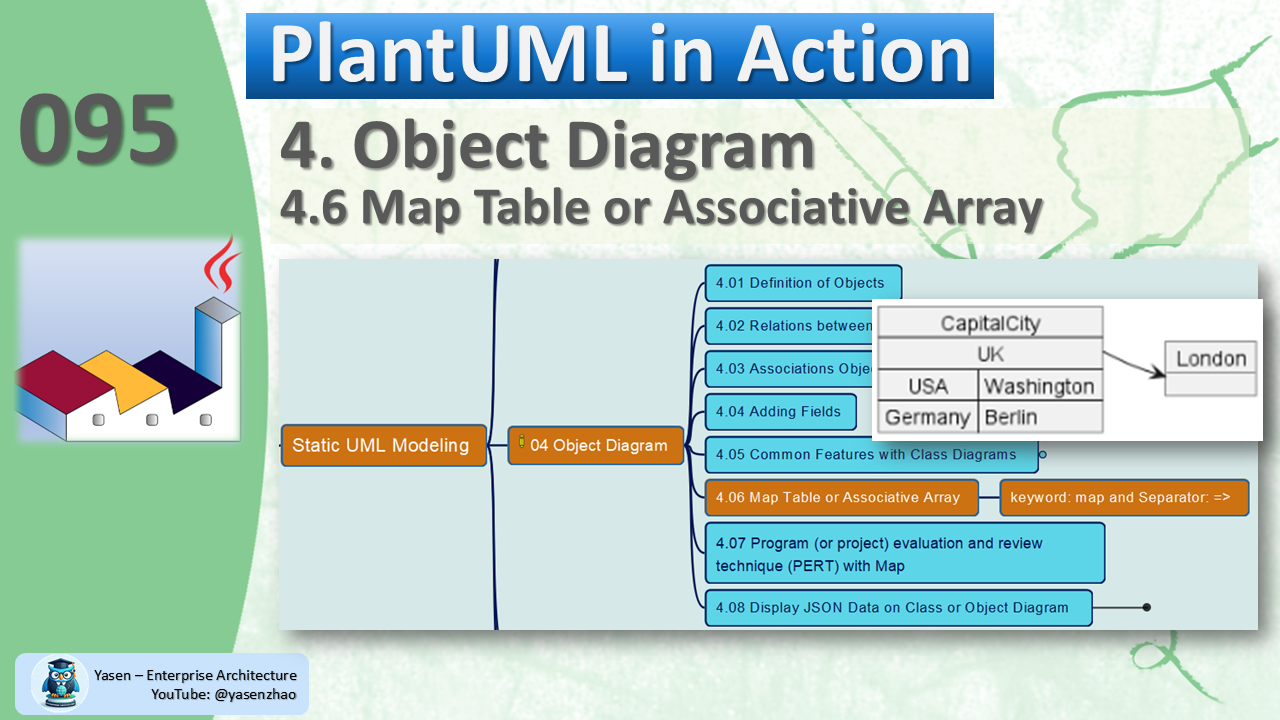 PlantUML in Action
095
4. Object Diagram
4.6 Map Table or Associative Array
Static UML Modeling
04 Object Diagram
4.01 Definition of Objects
4.02 Relations between
4.03 Associations Obje
4.04 Adding Fields
4.05 Common Features with Class Diagrams
4.06 Map Table or Associative Array
keyword: map and Separator: =>
4.07 Program (or project) evaluation and review
technique (PERT) with Map
4.08 Display JSON Data on Class or Object Diagram
CapitalCity
UK
USA Washington
Germany Berlin
London
Yasen – Enterprise Architecture
YouTube: @yasenzhao